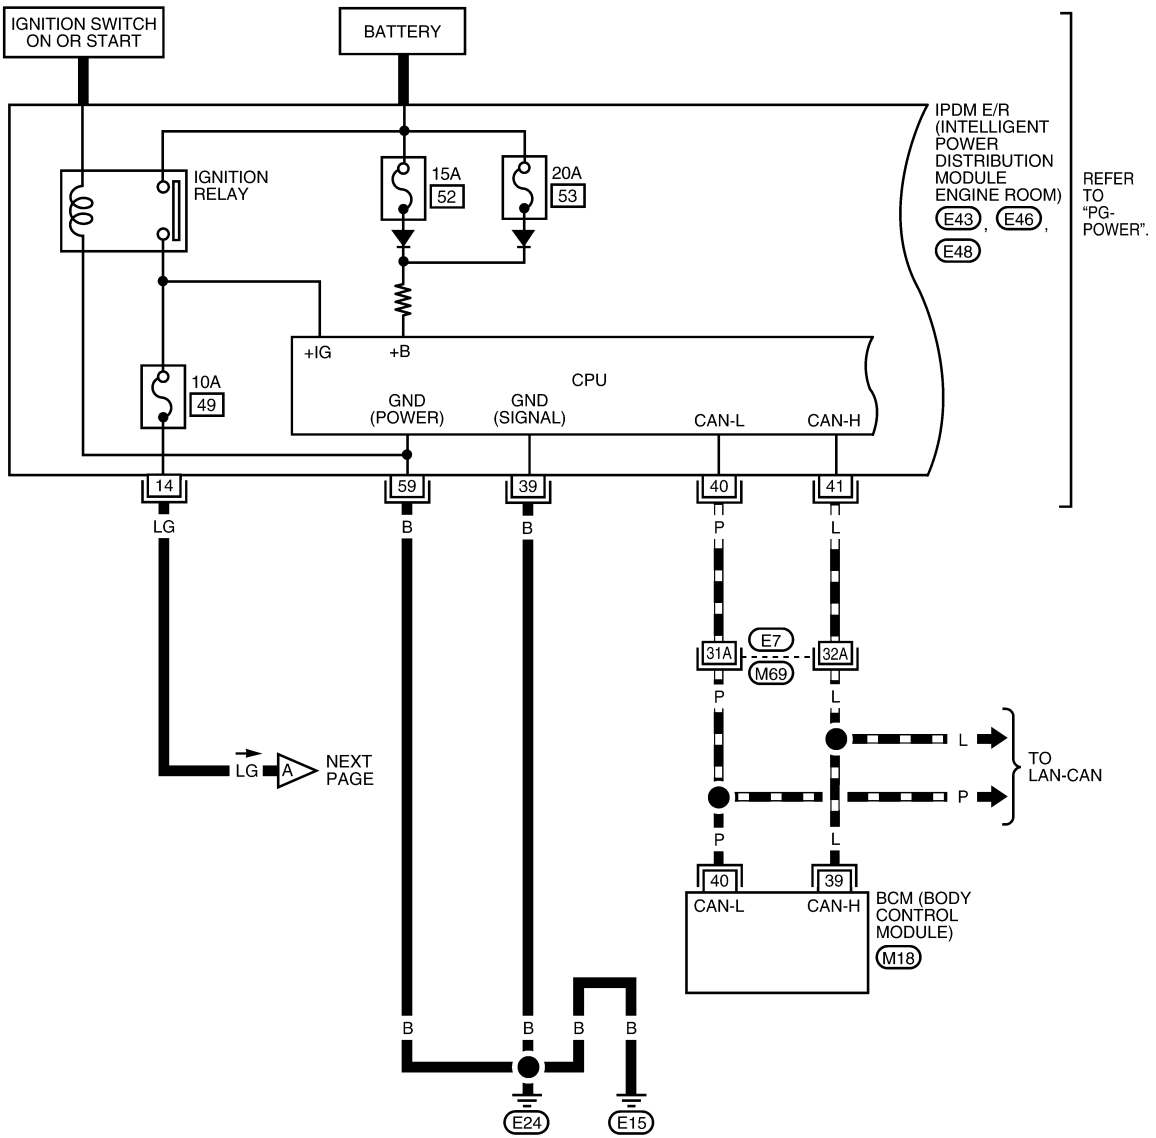 IGNITION SWITCH
ON OR START
BATTERY
IPDM E/R
(INTELLIGENT
POWER
DISTRIBUTION
MODULE
ENGINE ROOM)
E43 , E46 ,
E48
REFER
TO
“PG-
POWER”.
IGNITION
RELAY
15A
52
20A
53
10A
49
+IG
+B
CPU
GND
(POWER)
GND
(SIGNAL)
CAN-L
CAN-H
14
59
39
40
41
LG
B
B
P
L
31A
E7
M69
32A
P
L
L
P
TO
LAN-CAN
LG
A
NEXT
PAGE
P
L
40
39
CAN-L
CAN-H
BCM (BODY
CONTROL
MODULE)
M18
B
B
B
B
E24
E15